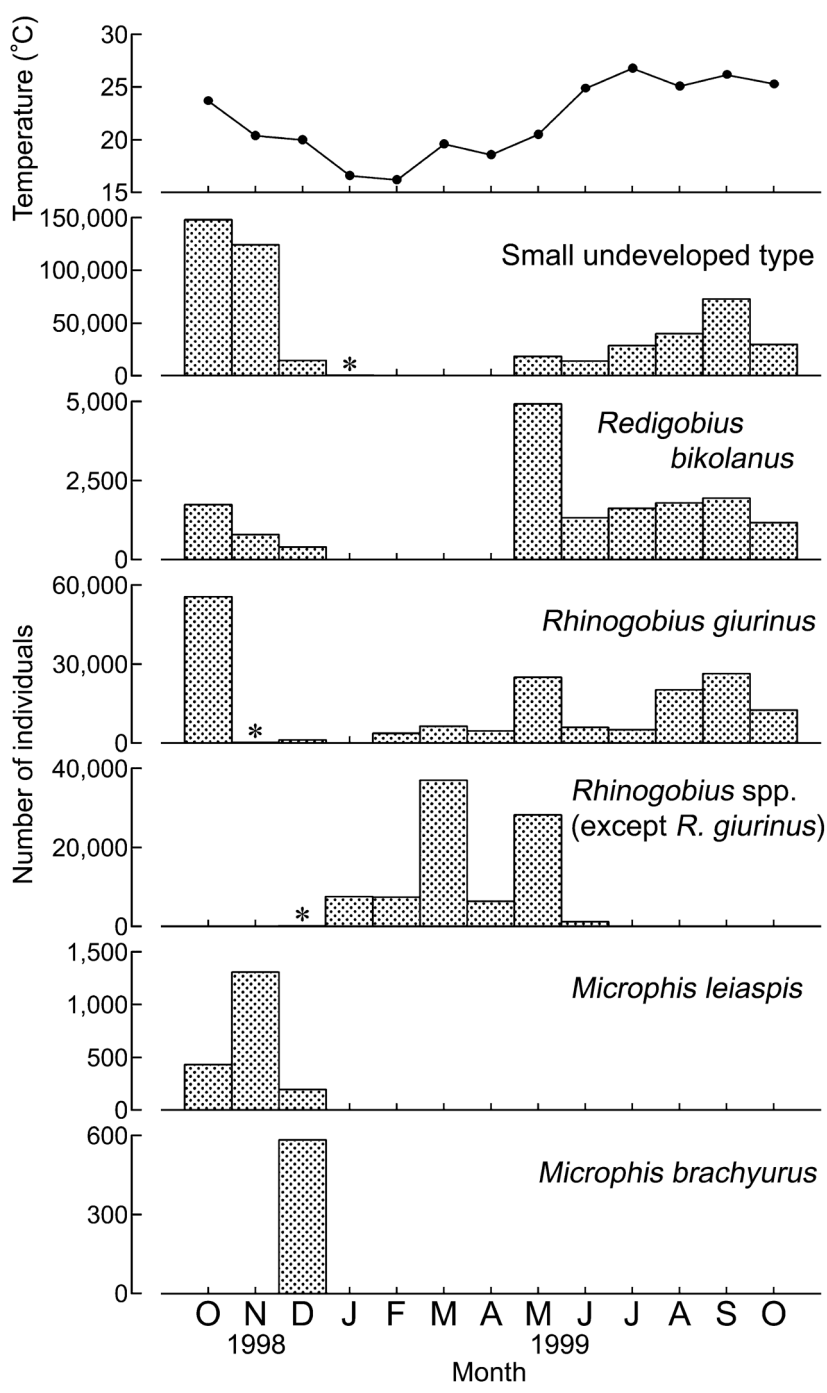 Temperature (°C)
30
25
20
15
Number of individuals
150,000
100,000
50,000
0
Small undeveloped type
*
5,000
2,500
0
Redigobius
bikolanus
60,000
30,000
0
Rhinogobius giurinus
*
40,000
20,000
0
Rhinogobius spp.
(except R. giurinus)
*
1,500
1,000
500
0
Microphis leiaspis
600
300
0
Microphis brachyurus
O N D J F M A M J J A S O
1998 1999
Month